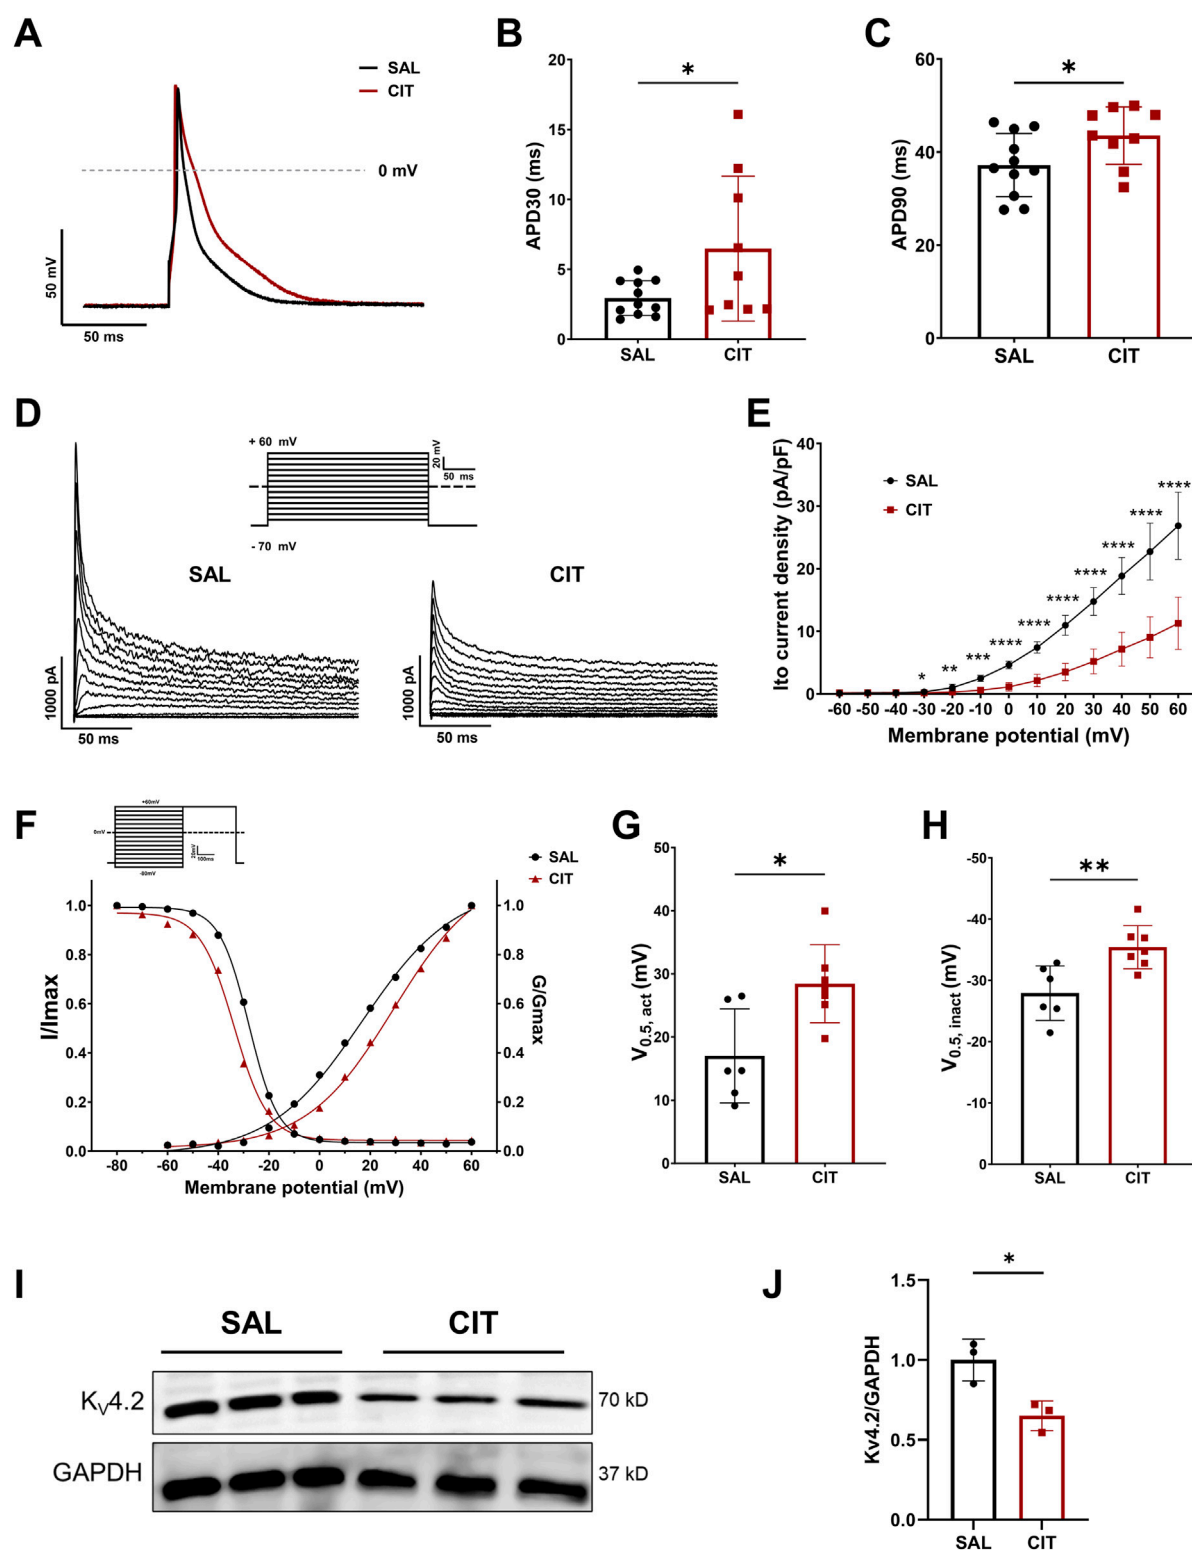 A
SAL
CIT
0 mV
50 mV
50 ms
B
*
APD30 (ms)
20
15
10
5
0
SAL
CIT
C
*
APD90 (ms)
60
40
20
0
SAL
CIT
D
+ 60 mV
20 mV
50 ms
- 70 mV
SAL
CIT
1000 pA
50 ms
1000 pA
50 ms
E
Ito current density (pA/pF)
40
30
20
10
0
SAL
CIT
* ** *** **** **** **** **** **** **** ****
-60 -50 -40 -30 -20 -10 0 10 20 30 40 50 60
Membrane potential (mV)
F
+60mV
0mV
20mV
100ms
-80mV
SAL
CIT
I/Imax
1.0
0.8
0.6
0.4
0.2
0.0
G/Gmax
1.0
0.8
0.6
0.4
0.2
0.0
-80 -60 -40 -20 0 20 40 60
Membrane potential (mV)
G
*
V0.5, act (mV)
50
40
30
20
10
0
SAL
CIT
H
**
V0.5, inact (mV)
-50
-40
-30
-20
-10
0
SAL
CIT
I
SAL
CIT
KV4.2
70 kD
GAPDH
37 kD
J
*
Kv4.2/GAPDH
1.5
1.0
0.5
0.0
SAL
CIT